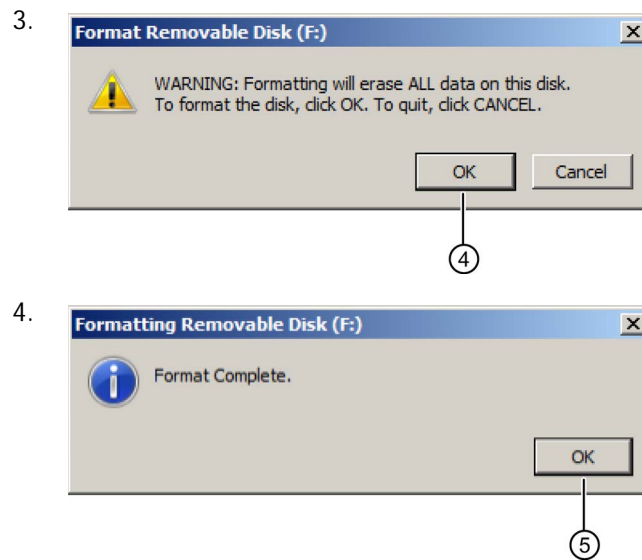 3.
Format Removable Disk (F:)
WARNING: Formatting will erase ALL data on this disk.
To format the disk, click OK. To quit, click CANCEL.
OK Cancel
4
4.
Formatting Removable Disk (F:)
Format Complete.
OK
5